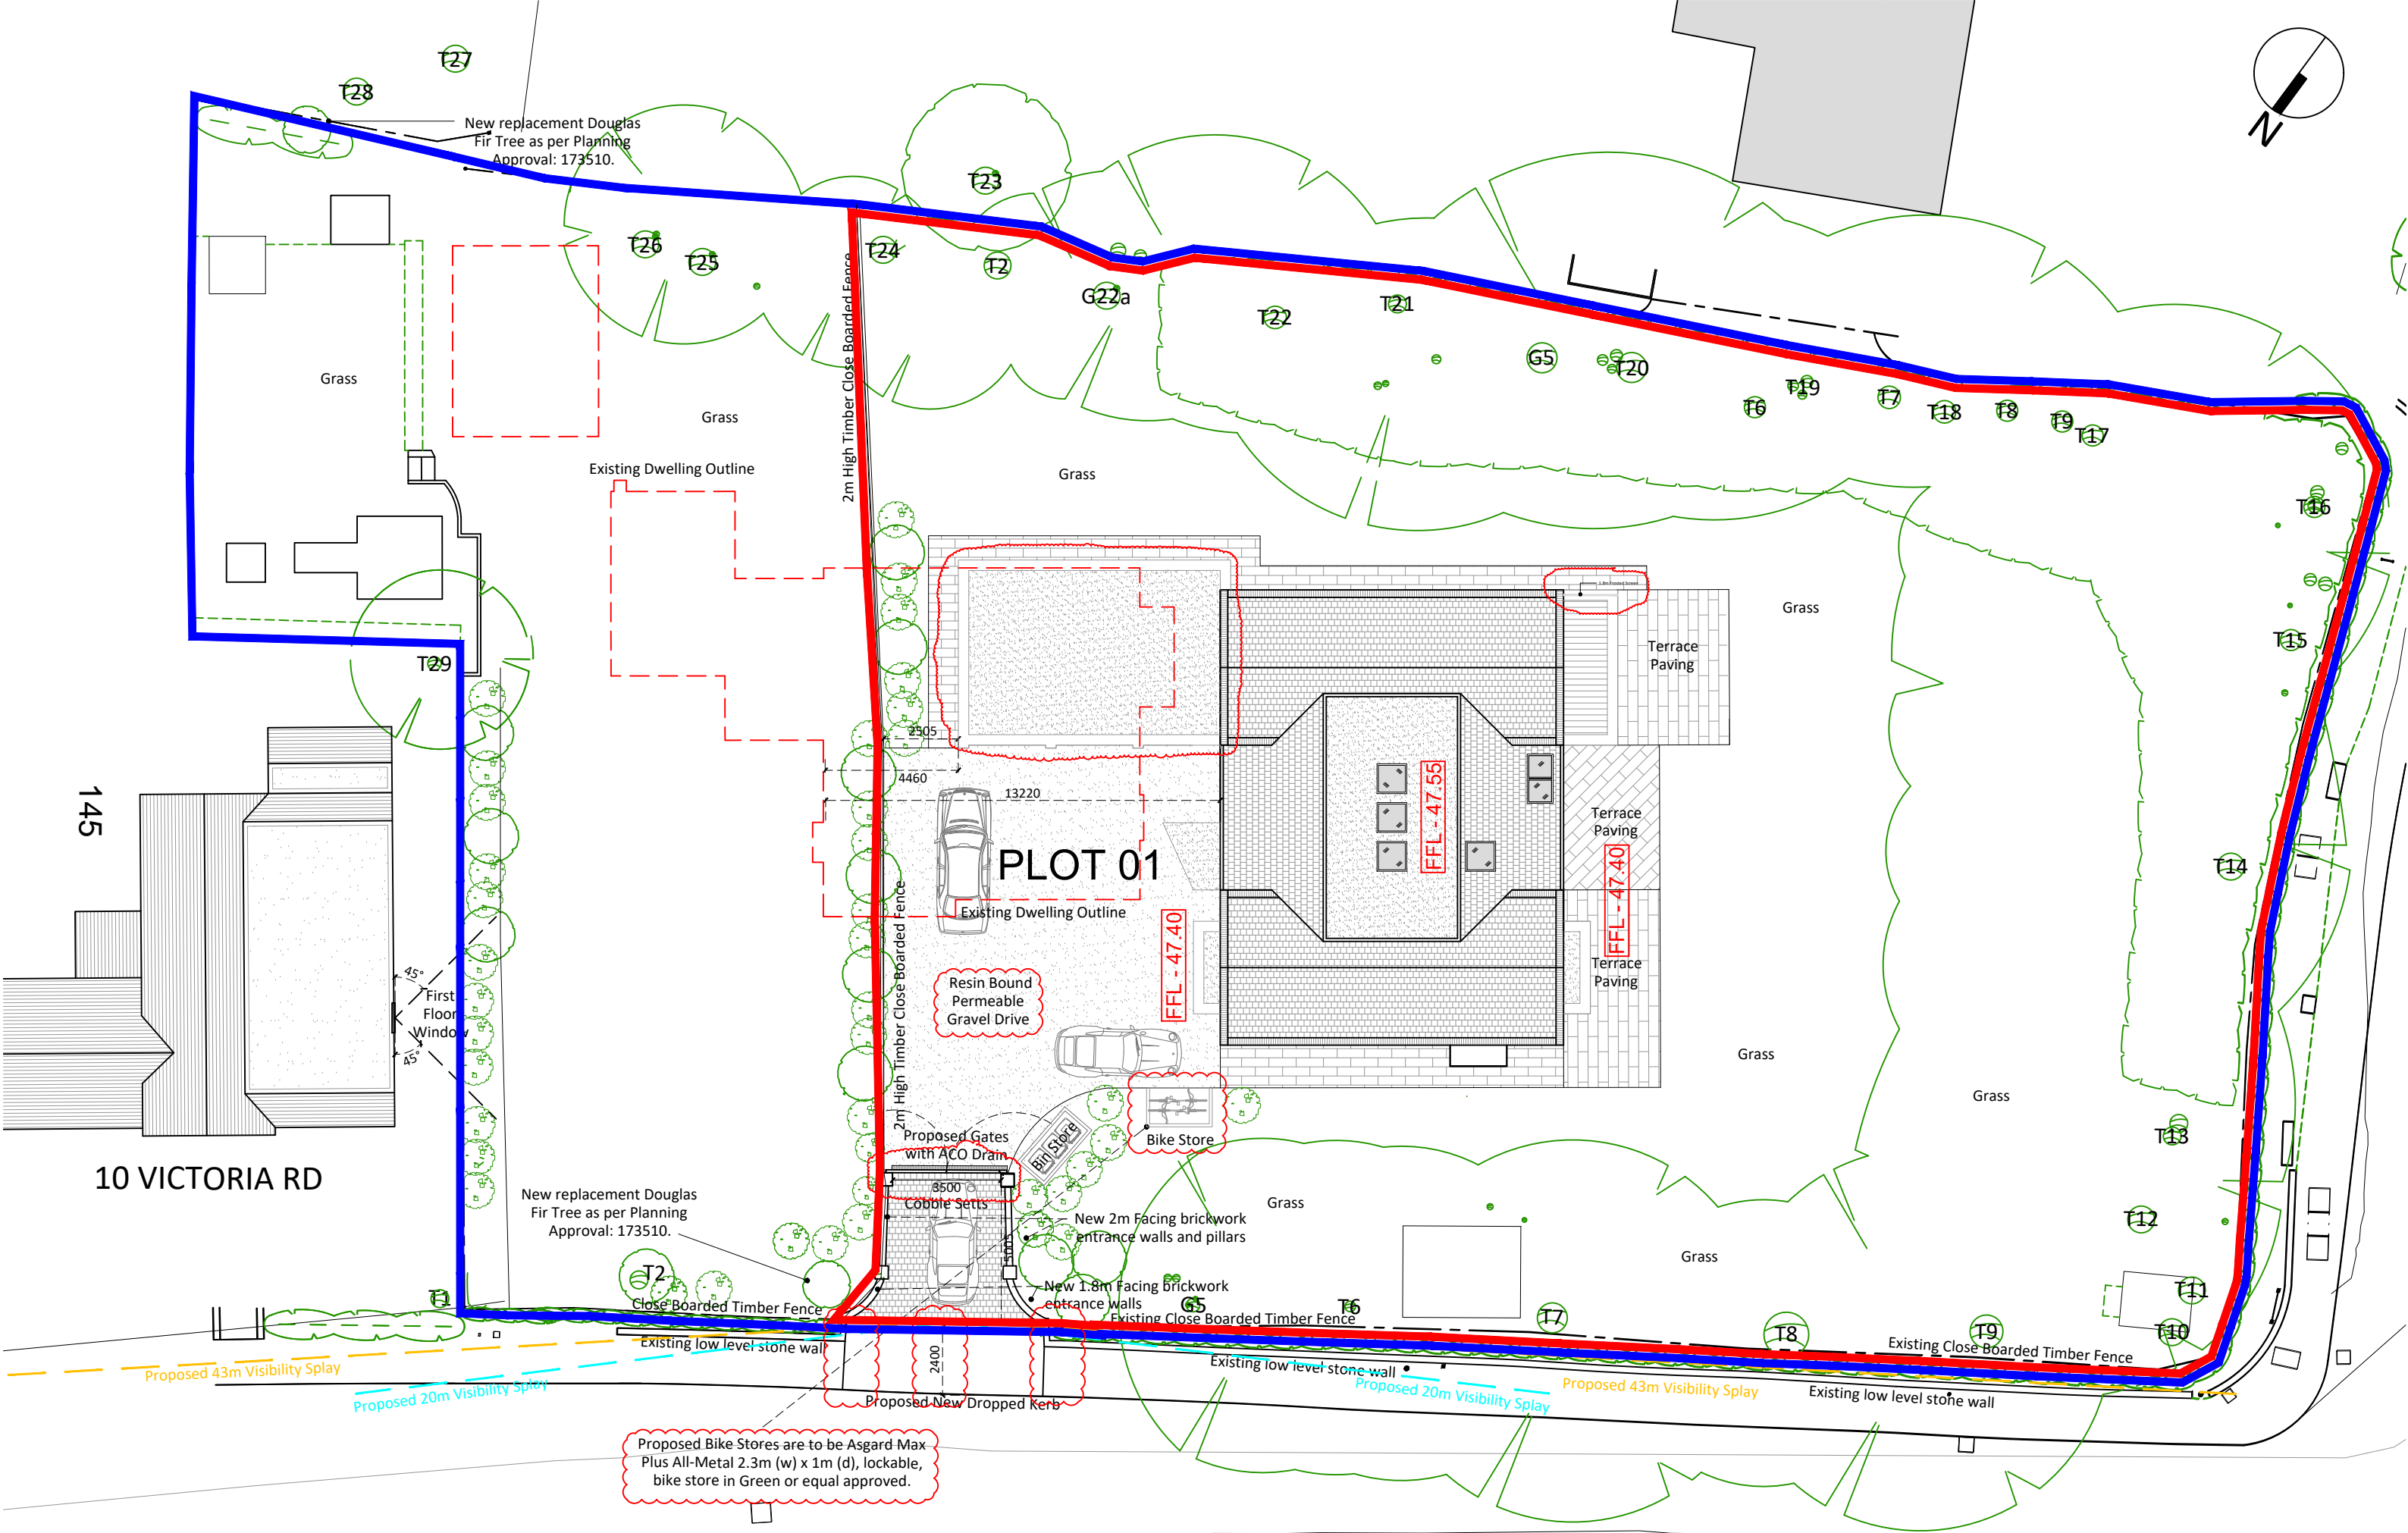 T27
T28
New replacement Douglas
Fir Tree as per Planning
Approval: 173510.
N
T23
T26
T25
T24
T2
G22a
T22
T21
G5
T20
T6
T19
T7
T18
T8
T9
T17
T16
T15
T14
T13
T12
T11
T10
2m High Timber Close Boarded Fence
Grass
Grass
Grass
Grass
Existing Dwelling Outline
1.8m Frosted Screen
Terrace
Paving
T29
2505
4460
13220
FFL - 47.55
Terrace
Paving
145
PLOT 01
FFL - 47.40
Existing Dwelling Outline
FFL - 47.40
Terrace
Paving
45°
First
Floor
Window
45°
2m High Timber Close Boarded Fence
Resin Bound
Permeable
Gravel Drive
Grass
Grass
10 VICTORIA RD
Proposed Gates
with ACO Drain
Bin Store
Bike Store
3500
Cobble Setts
New replacement Douglas
Fir Tree as per Planning
Approval: 173510.
New 2m Facing brickwork
entrance walls and pillars
5005
Grass
Grass
T2
T1
New 1.8m Facing brickwork
entrance walls
Close Boarded Timber Fence
Existing Close Boarded Timber Fence
G5
T6
T7
T8
T9
Existing Close Boarded Timber Fence
Existing low level stone wall
Existing low level stone wall
Existing low level stone wall
Proposed 43m Visibility Splay
Proposed 20m Visibility Splay
2400
Proposed New Dropped Kerb
Proposed 20m Visibility Splay
Proposed 43m Visibility Splay
Proposed Bike Stores are to be Asgard Max
Plus All-Metal 2.3m (w) x 1m (d), lockable,
bike store in Green or equal approved.